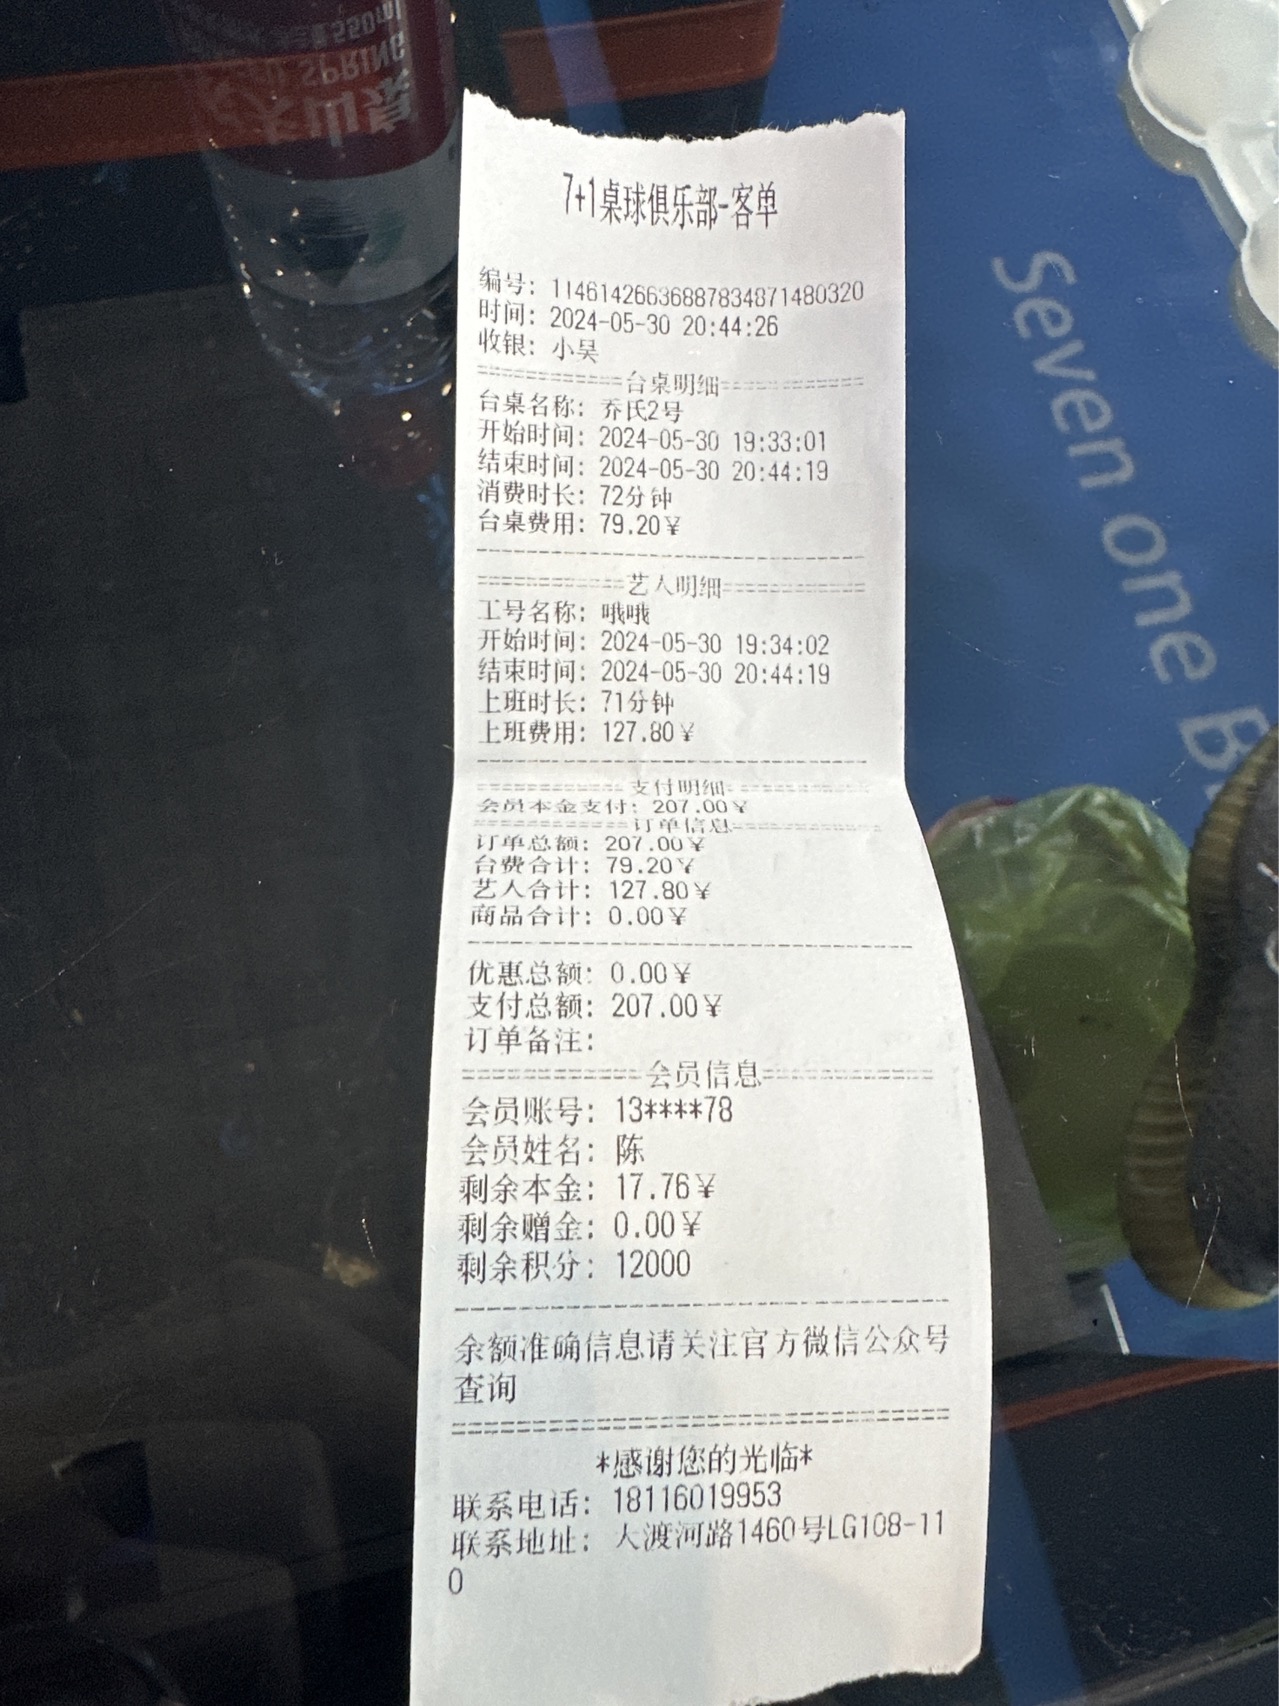 7+1桌球俱乐部-客单
编号: 1146142663688783487148​0320
时间: 2024-05-30 20:44:26
收银: 小吴
============台桌明细============
台桌名称: 乔氏2号
开始时间: 2024-05-30 19:33:01
结束时间: 2024-05-30 20:44:19
消费时长: 72分钟
台桌费用: 79.20¥
============艺人明细============
工号名称: 哦哦
开始时间: 2024-05-30 19:34:02
结束时间: 2024-05-30 20:44:19
上班时长: 71分钟
上班费用: 127.80¥
============支付明细============
会员本金支付: 207.00¥
============订单信息============
订单总额: 207.00¥
台费合计: 79.20¥
艺人合计: 127.80¥
商品合计: 0.00¥
优惠总额: 0.00¥
支付总额: 207.00¥
订单备注:
============会员信息============
会员账号: 13****78
会员姓名: 陈
剩余本金: 17.76¥
剩余赠金: 0.00¥
剩余积分: 12000
余额准确信息请关注官方微信公众号
查询
*感谢您的光临*
联系电话: 18116019953
联系地址: 大渡河路1460号LG108-11
0
Seven one
SPRING
550ml